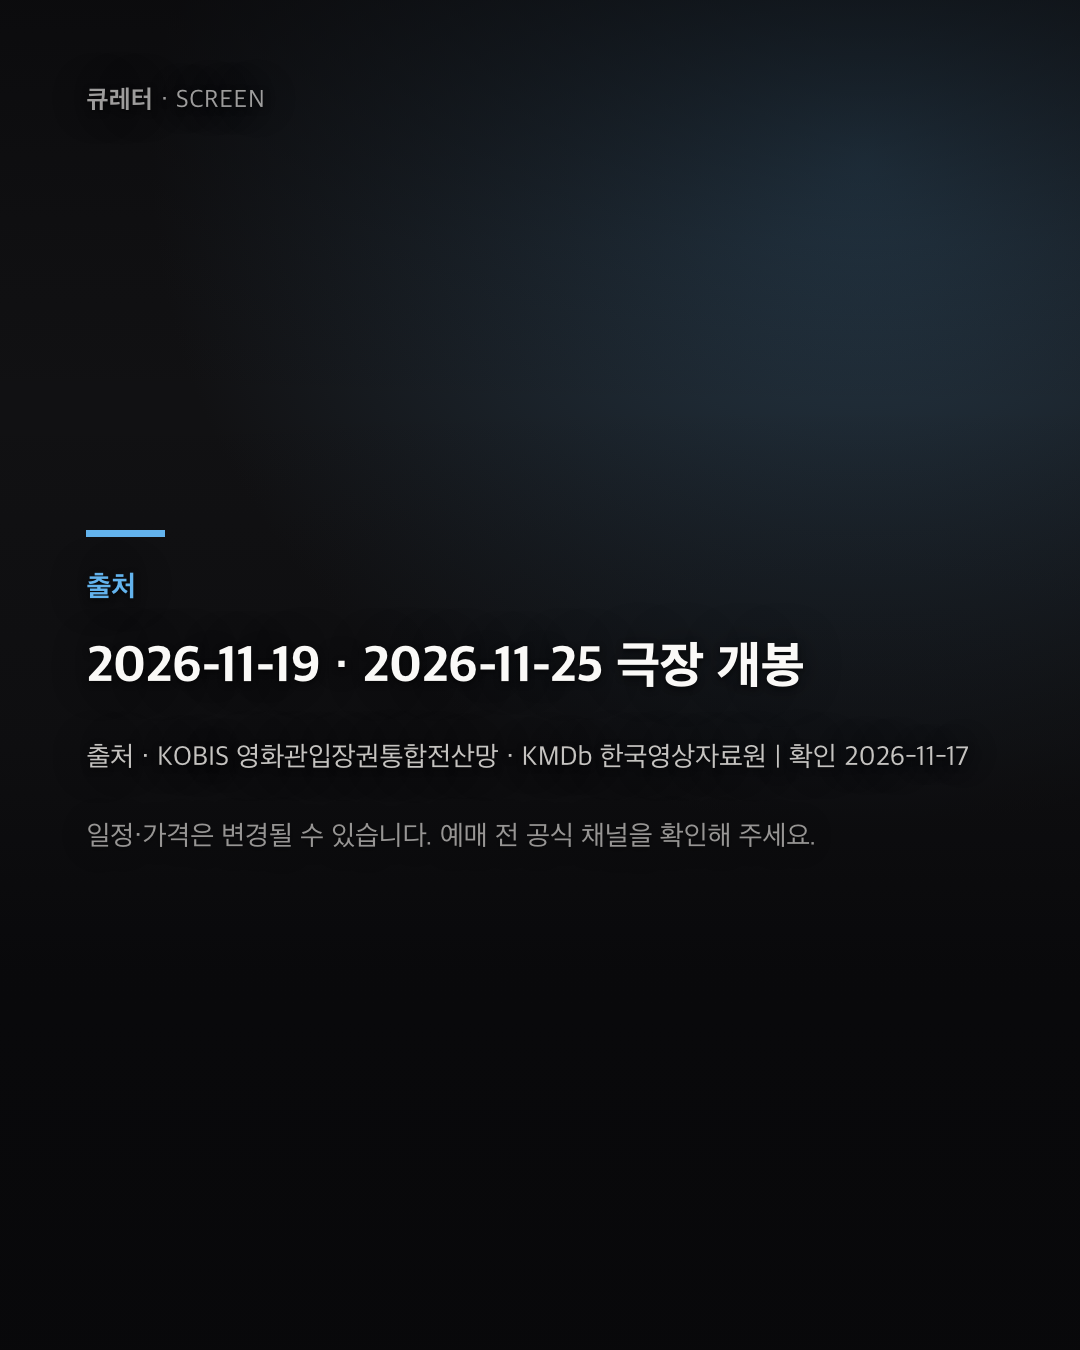 큐레터 · SCREEN
출처
2026-11-19 · 2026-11-25 극장 개봉
출처 · KOBIS 영화관입장권통합전산망 · KMDb 한국영상자료원 | 확인 2026-11-17
일정·가격은 변경될 수 있습니다. 예매 전 공식 채널을 확인해 주세요.